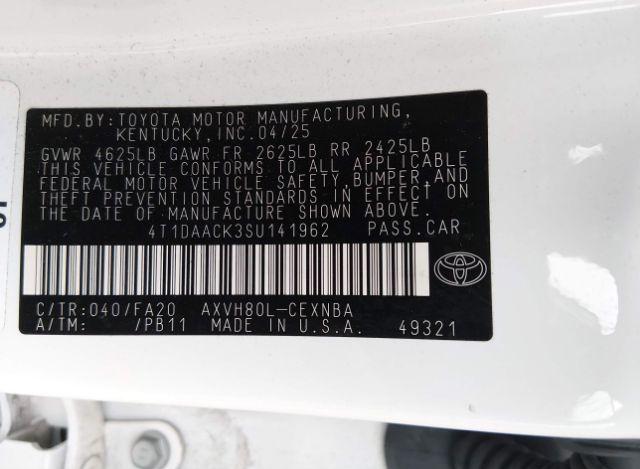 MFD.BY:TOYOTA MOTOR MANUFACTURING,
KENTUCKY,INC.04/25
GVWR 4625LB GAWR FR 2625LB RR 2425LB
THIS VEHICLE CONFORMS TO ALL APPLICABLE
FEDERAL MOTOR VEHICLE SAFETY,BUMPER,AND
THEFT PREVENTION STANDARDS IN EFFECT ON
THE DATE OF MANUFACTURE SHOWN ABOVE.
4T1DAACK3SU141962 PASS.CAR
C/TR:040/FA20 AXVH80L-CEXNBA
A/TM: /PB11 MADE IN U.S.A. 49321